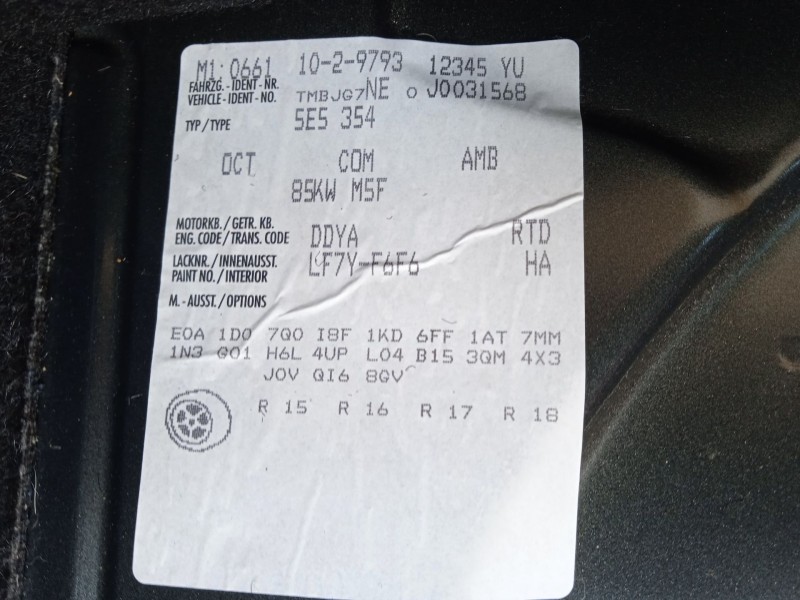 M1: 0661 10-2-9793 12345 YU
FAHRZG.-IDENT-NR.
VEHICLE-IDENT-NO. TMBJG7NE0J0031568
TYP/TYPE 5E5 354
OCT COM AMB
85KW M5F
MOTORKB./GETR. KB.
ENG. CODE/TRANS. CODE DDYA RTD
LACKNR./INNENAUSST.
PAINT NO./INTERIOR LF7Y-F6F6 HA
M.-AUSST./OPTIONS
E0A 1D0 7Q0 I8F 1KD 6FF 1AT 7MM
1N3 G01 H6L 4UP L04 B15 3QM 4X3
J0V QI6 8GV
R 15 R 16 R 17 R 18